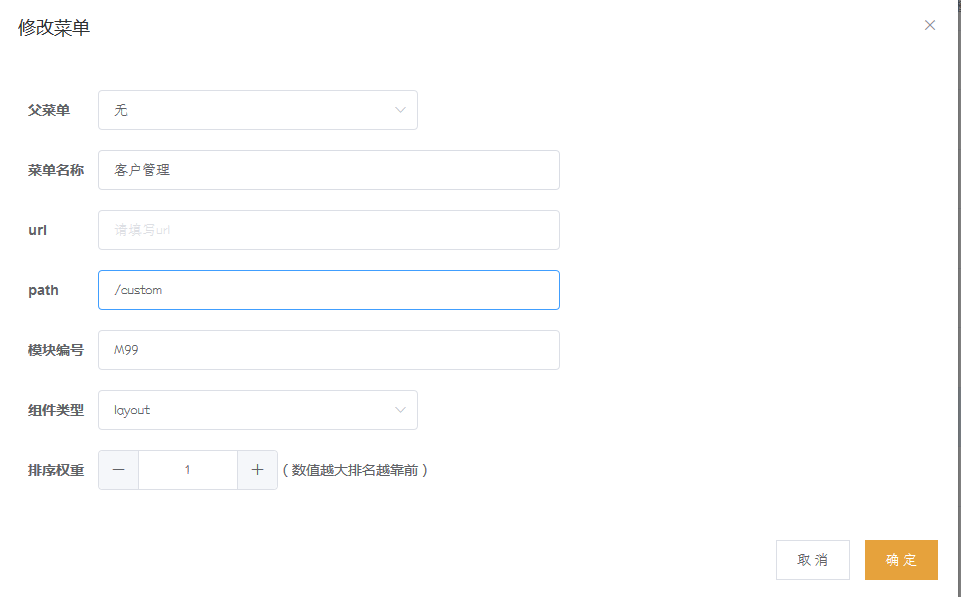 修改菜单
父菜单 无
菜单名称 客户管理
url 请填写url
path /custom
模块编号 M99
组件类型 layout
排序权重 1 （数值越大排名越靠前）
取 消 确 定